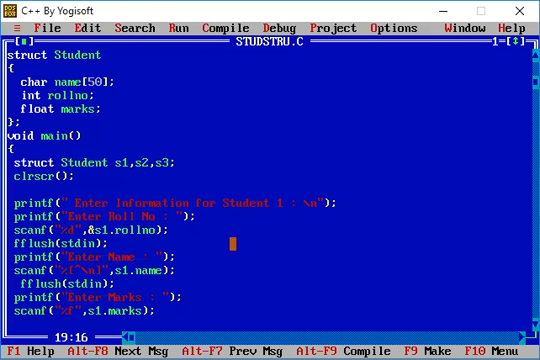 C++ By Yogisoft
≡ File Edit Search Run Compile Debug Project Options Window Help
[■] STUDSTRU.C 1=[↕]
struct Student
{
char name[50];
int rollno;
float marks;
};
void main()
{
struct Student s1,s2,s3;
clrscr();
printf(" Enter Information for Student 1 : \n");
printf("Enter Roll No : ");
scanf("%d",&s1.rollno);
fflush(stdin);
printf("Enter Name : ");
scanf("%[^\n]",s1.name);
fflush(stdin);
printf("Enter Marks : ");
scanf("%f",s1.marks);
19:16
F1 Help Alt-F8 Next Msg Alt-F7 Prev Msg Alt-F9 Compile F9 Make F10 Menu